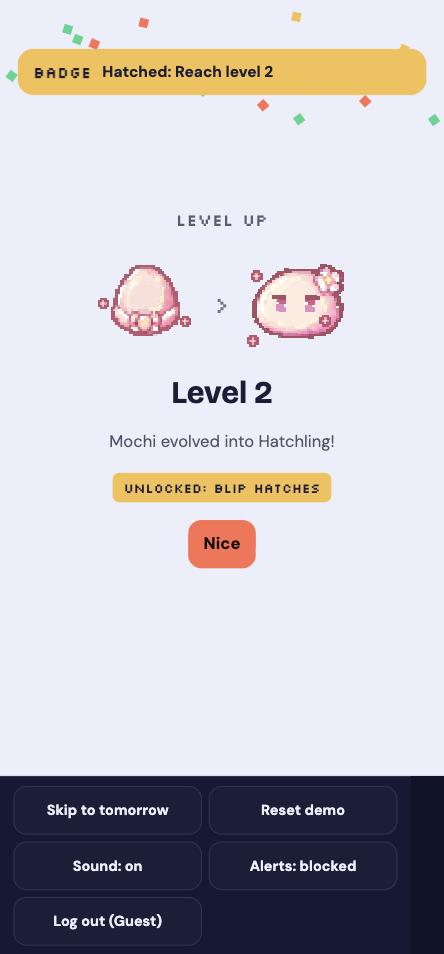 BADGE Hatched: Reach level 2
LEVEL UP
>
Level 2
Mochi evolved into Hatchling!
UNLOCKED: BLIP HATCHES
Nice
Skip to tomorrow
Reset demo
Sound: on
Alerts: blocked
Log out (Guest)